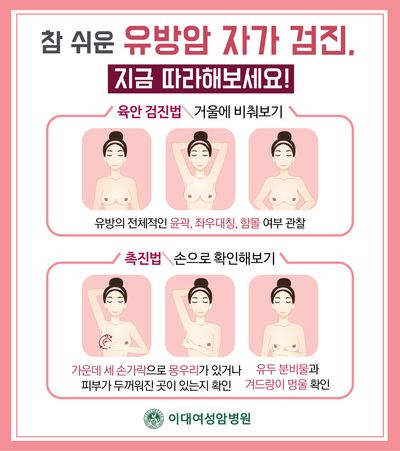 참 쉬운 유방암 자가 검진,
지금 따라해보세요!
육안 검진법 \ 거울에 비춰보기
유방의 전체적인 윤곽, 좌우대칭, 함몰 여부 관찰
촉진법 \ 손으로 확인해보기
가운데 세 손가락으로 몽우리가 있거나
피부가 두꺼워진 곳이 있는지 확인
유두 분비물과
겨드랑이 멍울 확인
이대여성암병원